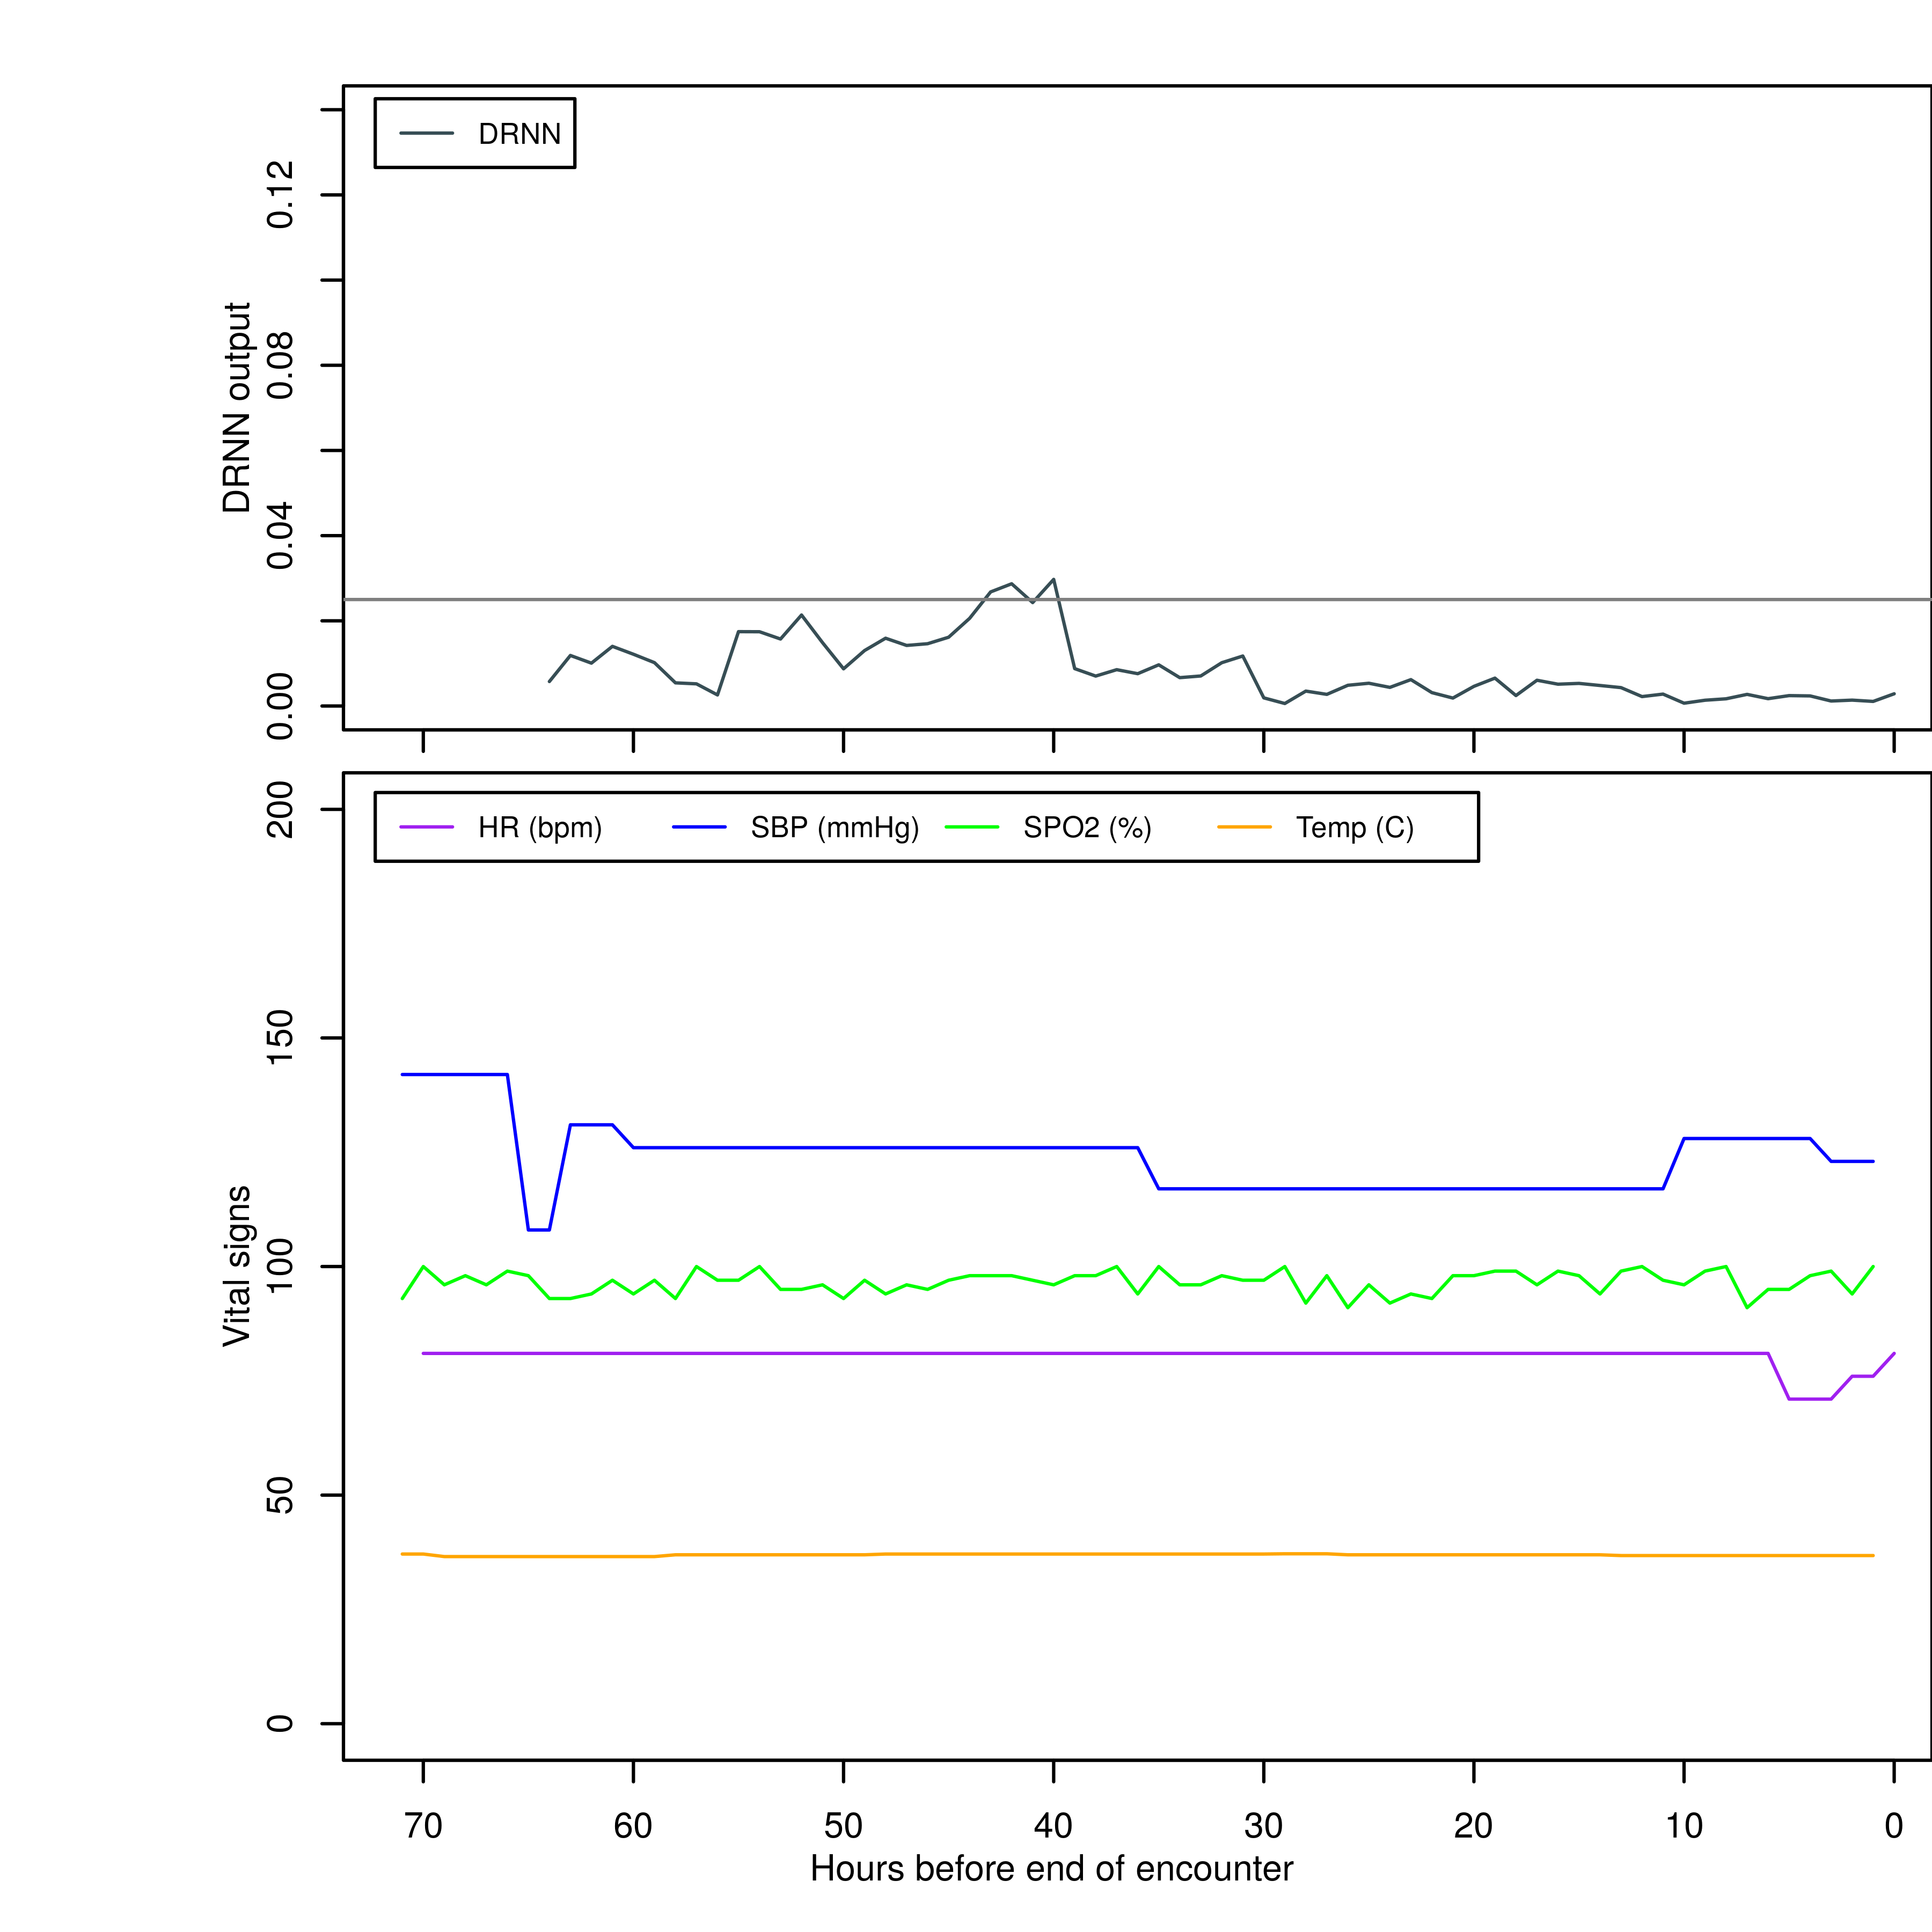 DRNN
DRNN output
0.12
0.08
0.04
0.00
HR (bpm) SBP (mmHg) SPO2 (%) Temp (C)
Vital signs
200
150
100
50
0
70 60 50 40 30 20 10 0
Hours before end of encounter